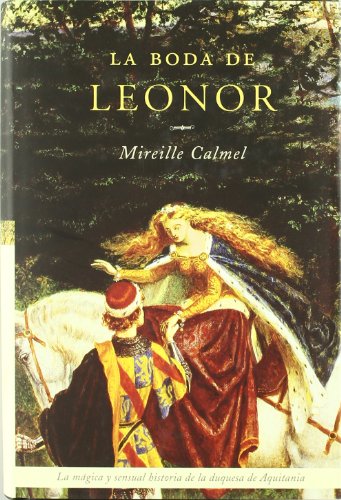 LA BODA DE
LEONOR
Mireille Calmel
La mágica y sensual historia de la duquesa de Aquitania